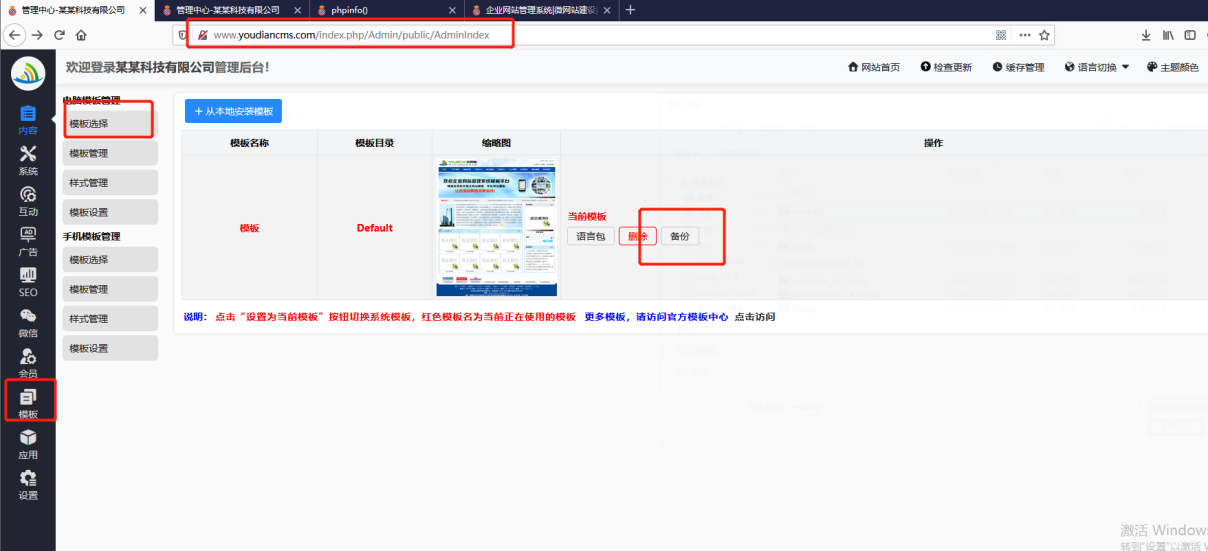 管理中心-某某科技有限公司
管理中心-某某科技有限公司
phpinfo()
企业网站管理系统|微网站建设
www.youdiancms.com/index.php/Admin/public/AdminIndex
欢迎登录某某科技有限公司管理后台!
网站首页
检查更新
缓存管理
语言切换
主题颜色
内容
系统
互动
广告
SEO
微信
会员
模板
应用
设置
电脑模板管理
模板选择
模板管理
样式管理
模板设置
手机模板管理
模板选择
模板管理
样式管理
模板设置
+ 从本地安装模板
模板名称 模板目录 缩略图 操作
模板 Default
当前模板
语言包 删除 备份
说明: 点击“设置为当前模板”按钮切换系统模板,红色模板名为当前正在使用的模板 更多模板,请访问官方模板中心 点击访问
激活 Windows
转到"设置"以激活 W